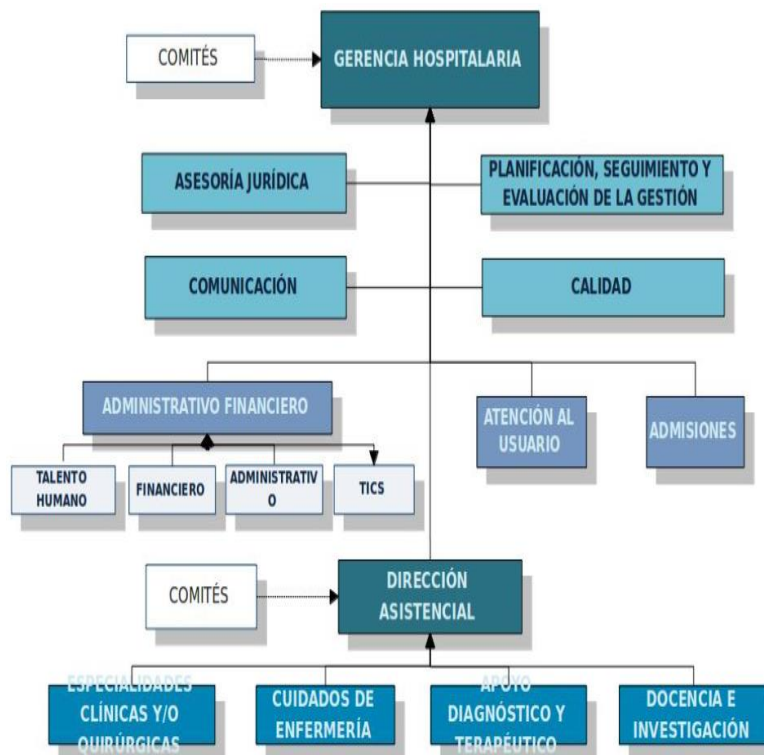 COMITÉS
GERENCIA HOSPITALARIA
ASESORÍA JURÍDICA
PLANIFICACIÓN, SEGUIMIENTO Y
EVALUACIÓN DE LA GESTIÓN
COMUNICACIÓN
CALIDAD
ADMINISTRATIVO FINANCIERO
ATENCIÓN AL
USUARIO
ADMISIONES
TALENTO
HUMANO
FINANCIERO
ADMINISTRATIV
O
TICS
COMITÉS
DIRECCIÓN
ASISTENCIAL
ESPECIALIDADES
CLÍNICAS Y/O
QUIRÚRGICAS
CUIDADOS DE
ENFERMERÍA
APOYO
DIAGNÓSTICO Y
TERAPÉUTICO
DOCENCIA E
INVESTIGACIÓN